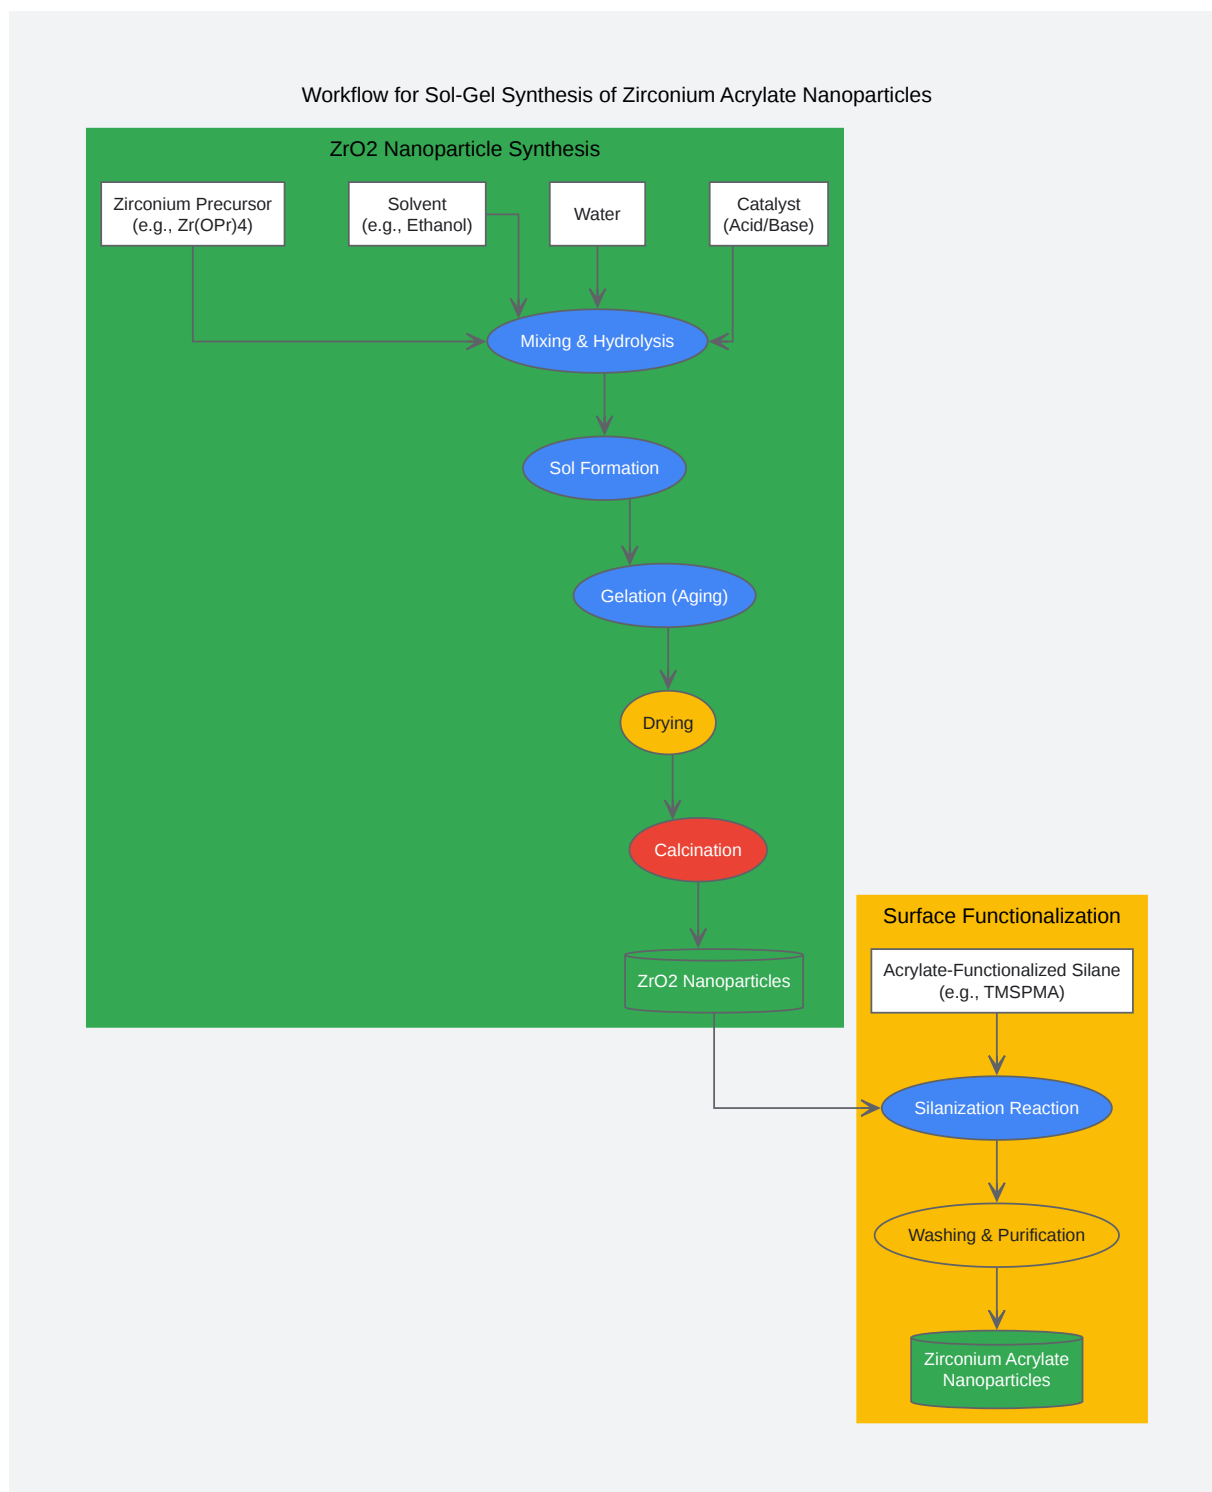 Workflow for Sol-Gel Synthesis of Zirconium Acrylate Nanoparticles
ZrO2 Nanoparticle Synthesis
Zirconium Precursor
(e.g., Zr(OPr)4)
Solvent
(e.g., Ethanol)
Water
Catalyst
(Acid/Base)
Mixing & Hydrolysis
Sol Formation
Gelation (Aging)
Drying
Calcination
ZrO2 Nanoparticles
Surface Functionalization
Acrylate-Functionalized Silane
(e.g., TMSPMA)
Silanization Reaction
Washing & Purification
Zirconium Acrylate
Nanoparticles